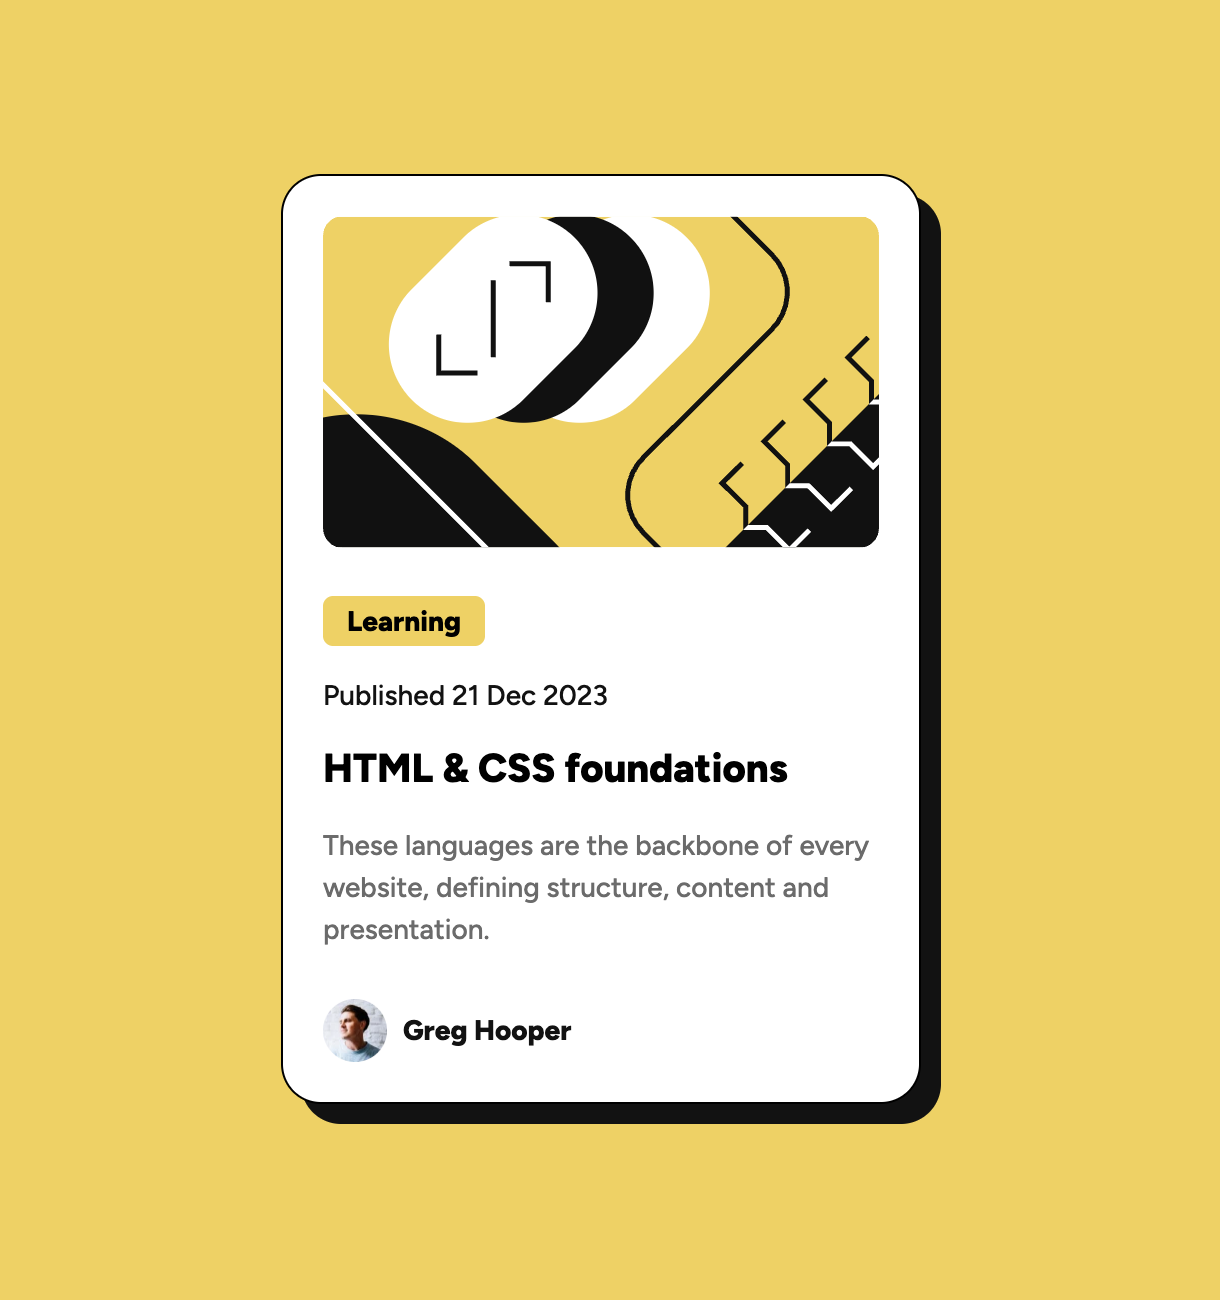 Learning
Published 21 Dec 2023
HTML & CSS foundations
These languages are the backbone of every
website, defining structure, content and
presentation.
Greg Hooper